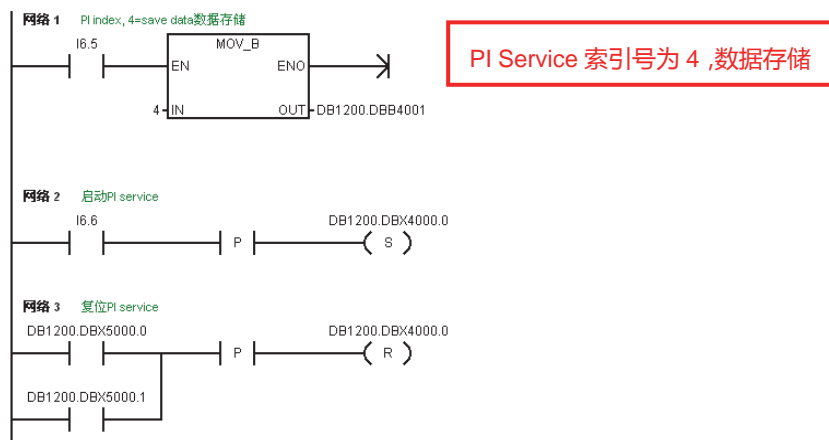 网络 1 PI index, 4=save data数据存储
I6.5
MOV_B
EN
ENO
4
IN
OUT
DB1200.DBB4001
PI Service 索引号为 4 ,数据存储
网络 2 启动PI service
I6.6
P
DB1200.DBX4000.0
S
网络 3 复位PI service
DB1200.DBX5000.0
P
DB1200.DBX4000.0
R
DB1200.DBX5000.1